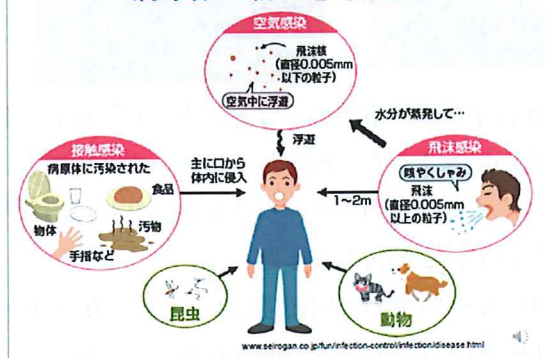 空気感染
飛沫核
(直径0.005mm
以下の粒子)
空気中に浮遊
浮遊
水分が蒸発して…
接触感染
病原体に汚染された
食品
物体
汚物
手指など
主に口から
体内に侵入
飛沫感染
咳やくしゃみ
飛沫
(直径0.005mm
以上の粒子)
1~2m
昆虫
動物
www.seirogan.co.jp/fun/infection-control/infection/disease.html